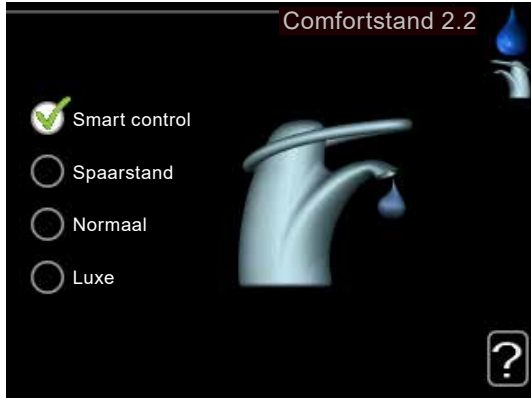 Comfortstand 2.2
Smart control
Spaarstand
Normaal
Luxe
?